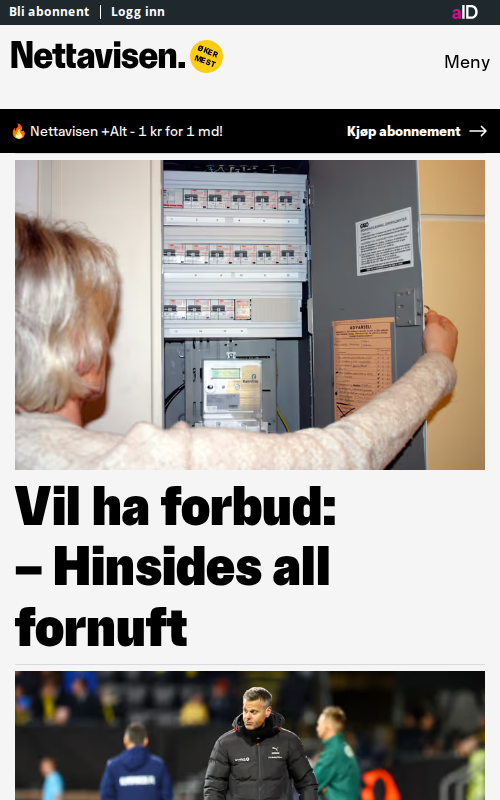 Bli abonnent | Logg inn
aID
Nettavisen.
ØKER
MEST
Meny
🔥 Nettavisen +Alt - 1 kr for 1 md!
Kjøp abonnement →
ADVARSEL!
Vil ha forbud:
– Hinsides all
fornuft